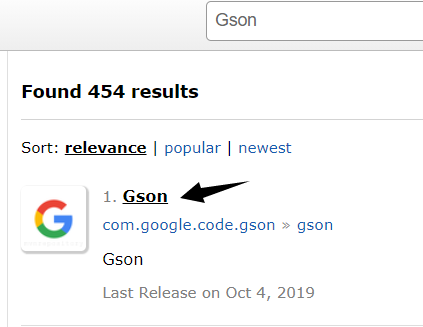 Gson
Found 454 results
Sort: relevance | popular | newest
1. Gson
com.google.code.gson » gson
Gson
Last Release on Oct 4, 2019